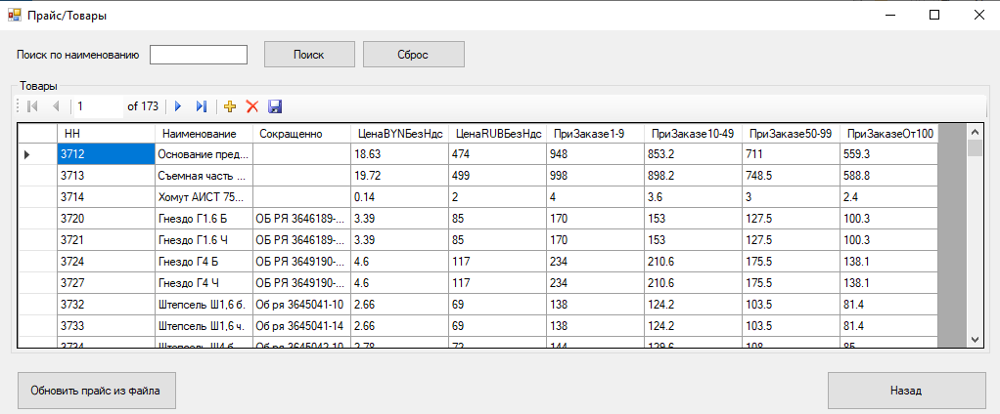 Прайс/Товары
Поиск по наименованию Поиск Сброс
Товары
1 of 173
НН Наименование Сокращенно ЦенаBYNБезНдс ЦенаRUBБезНдс ПриЗаказе1-9 ПриЗаказе10-49 ПриЗаказе50-99 ПриЗаказеОт100
3712 Основание пред... 18.63 474 948 853.2 711 559.3
3713 Съемная часть ... 19.72 499 998 898.2 748.5 588.8
3714 Хомут АИСТ 75... 0.14 2 4 3.6 3 2.4
3720 Гнездо Г1.6 Б ОБ РЯ 3646189-... 3.39 85 170 153 127.5 100.3
3721 Гнездо Г1.6 Ч ОБ РЯ 3646189-... 3.39 85 170 153 127.5 100.3
3724 Гнездо Г4 Б ОБ РЯ 3649190-... 4.6 117 234 210.6 175.5 138.1
3727 Гнездо Г4 Ч ОБ РЯ 3649190-... 4.6 117 234 210.6 175.5 138.1
3732 Штепсель Ш1,6 б. Об ря 3645041-10 2.66 69 138 124.2 103.5 81.4
3733 Штепсель Ш1,6 ч. Об ря 3645041-14 2.66 69 138 124.2 103.5 81.4
3734 Штепсель Ш4 б Об ря 3645042-10 2.78 72 144 129.6 108 85
Обновить прайс из файла Назад